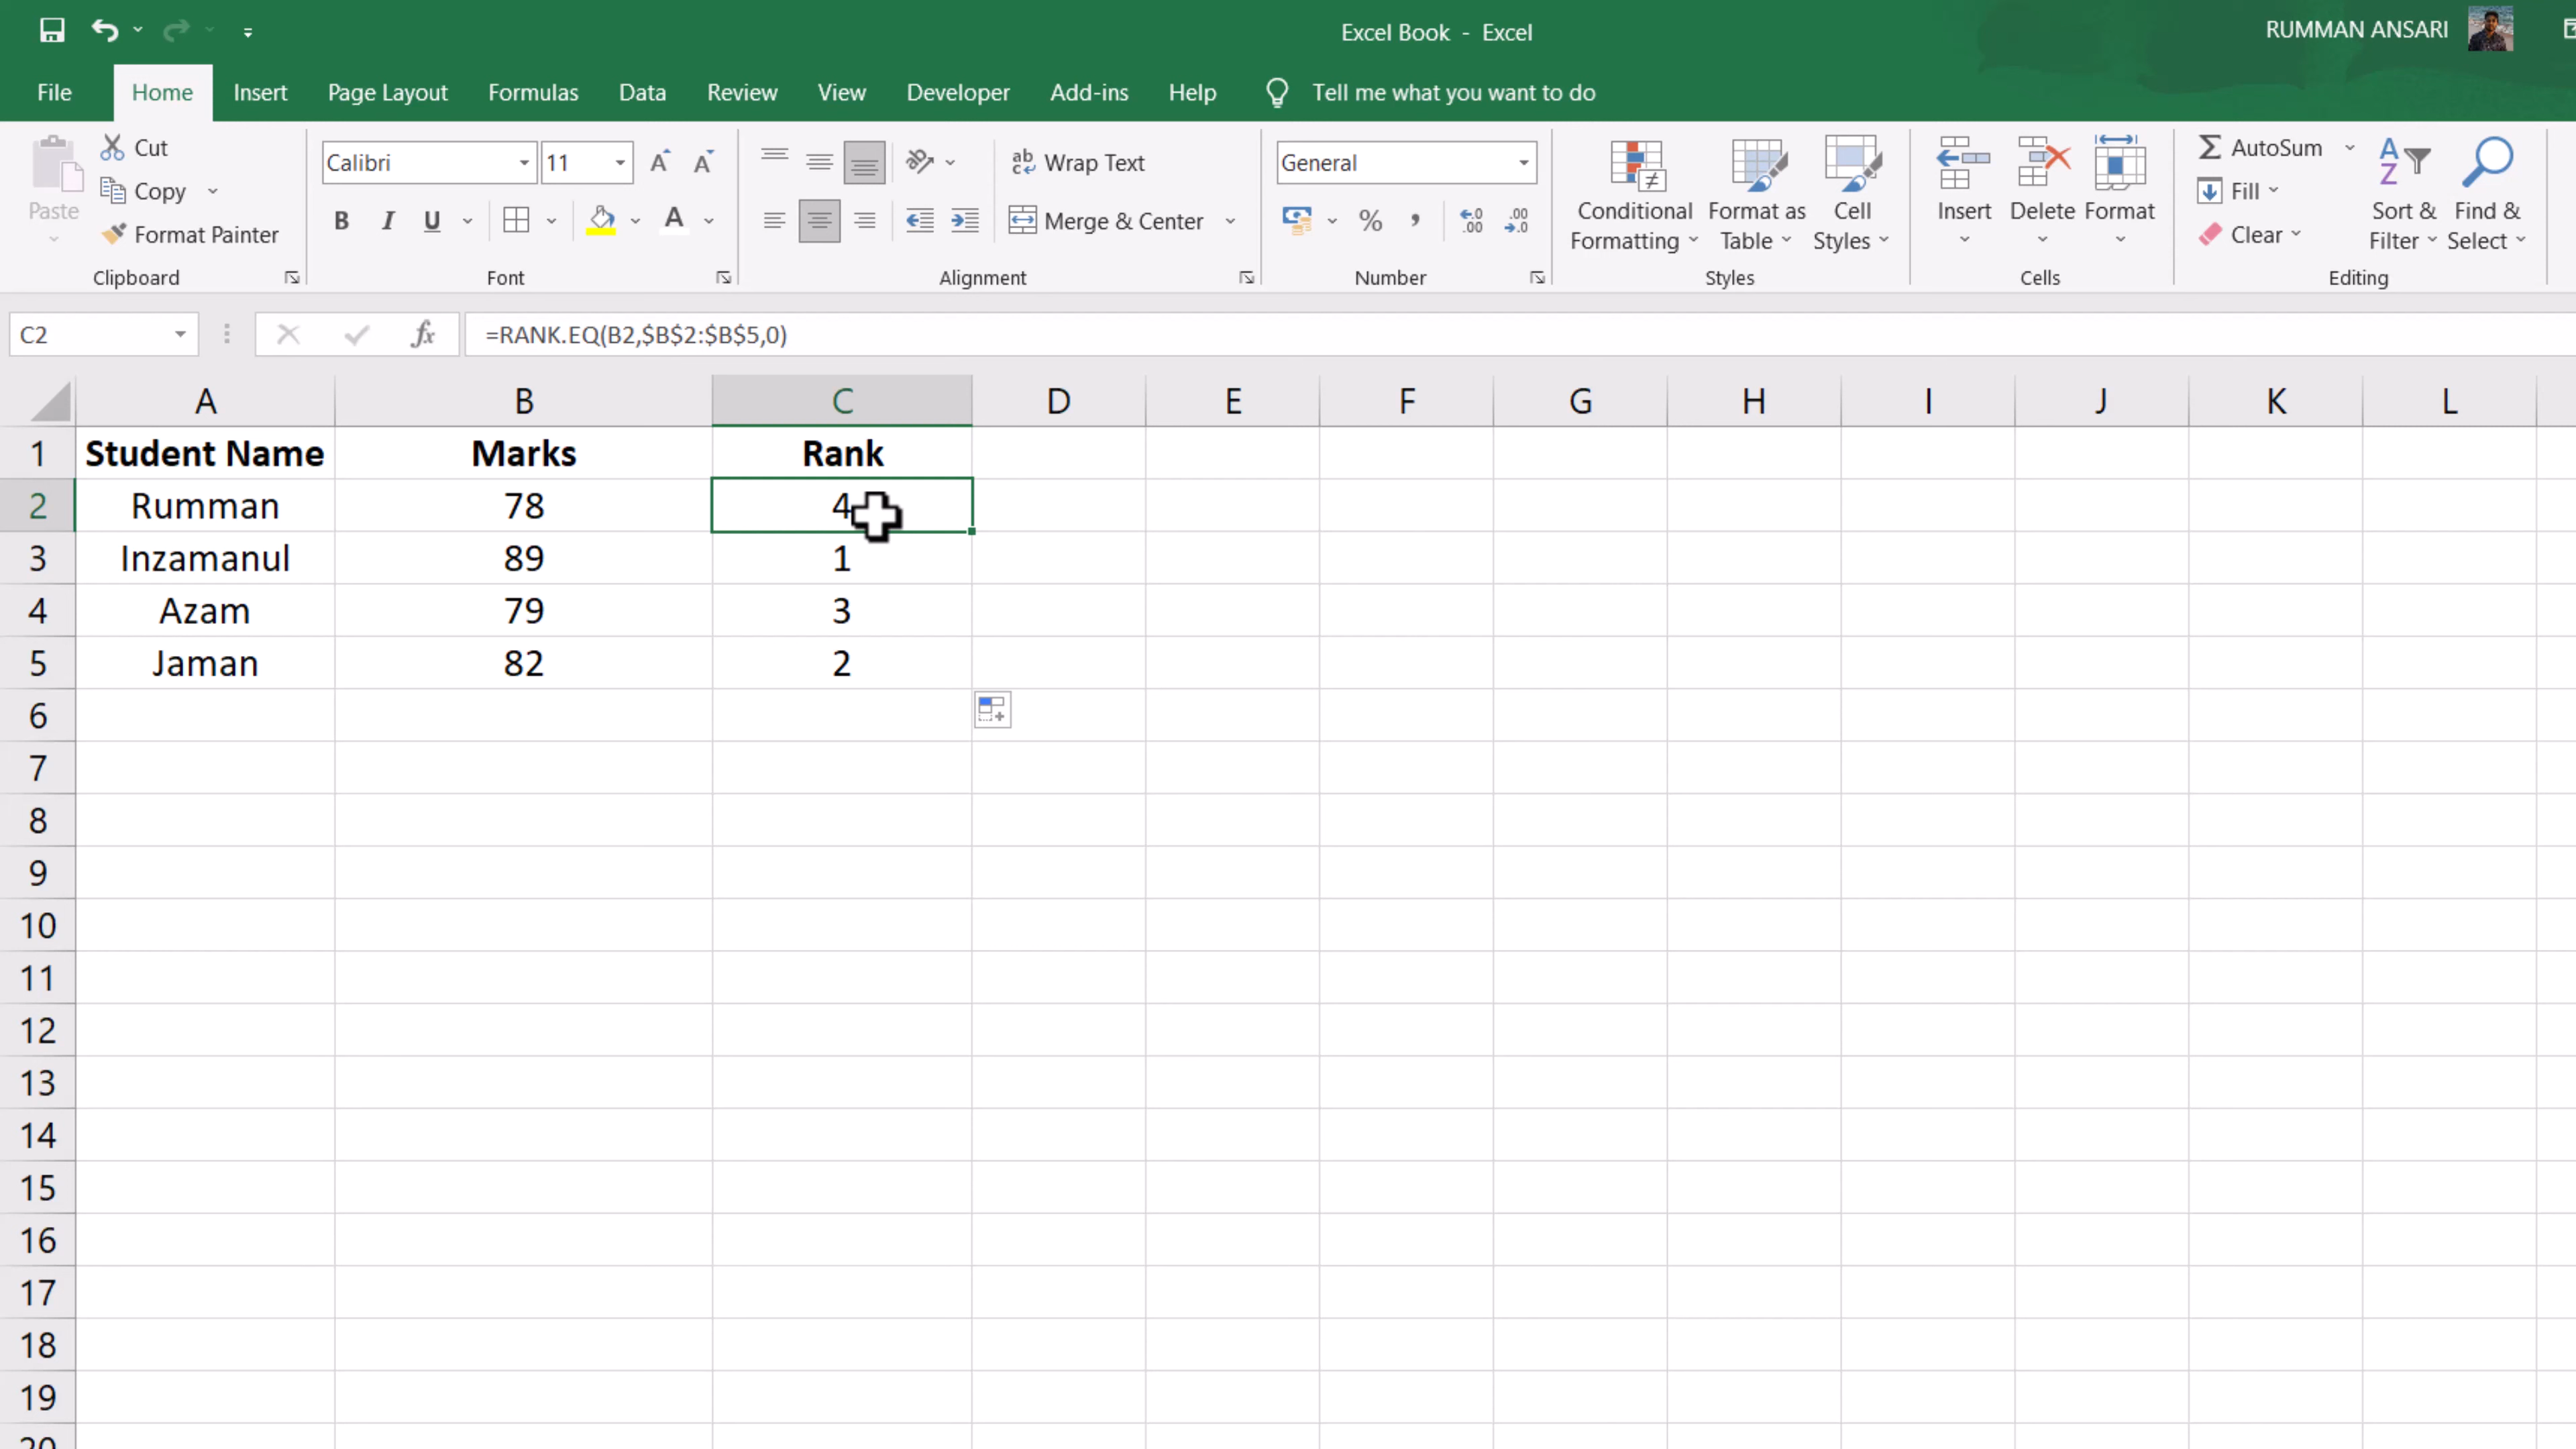 Excel Book - Excel
RUMMAN ANSARI
File Home Insert Page Layout Formulas Data Review View Developer Add-ins Help Tell me what you want to do
Paste
Cut
Copy
Format Painter
Clipboard
Calibri 11
B I U
Font
Wrap Text
Merge & Center
Alignment
General
% ,
Number
Conditional Formatting
Format as Table
Cell Styles
Styles
Insert
Delete
Format
Cells
AutoSum
Fill
Clear
Sort & Filter
Find & Select
Editing
C2 fx =RANK.EQ(B2,$B$2:$B$5,0)
A B C D E F G H I J K L
1 Student Name Marks Rank
2 Rumman 78 4
3 Inzamanul 89 1
4 Azam 79 3
5 Jaman 82 2
6
7
8
9
10
11
12
13
14
15
16
17
18
19
20